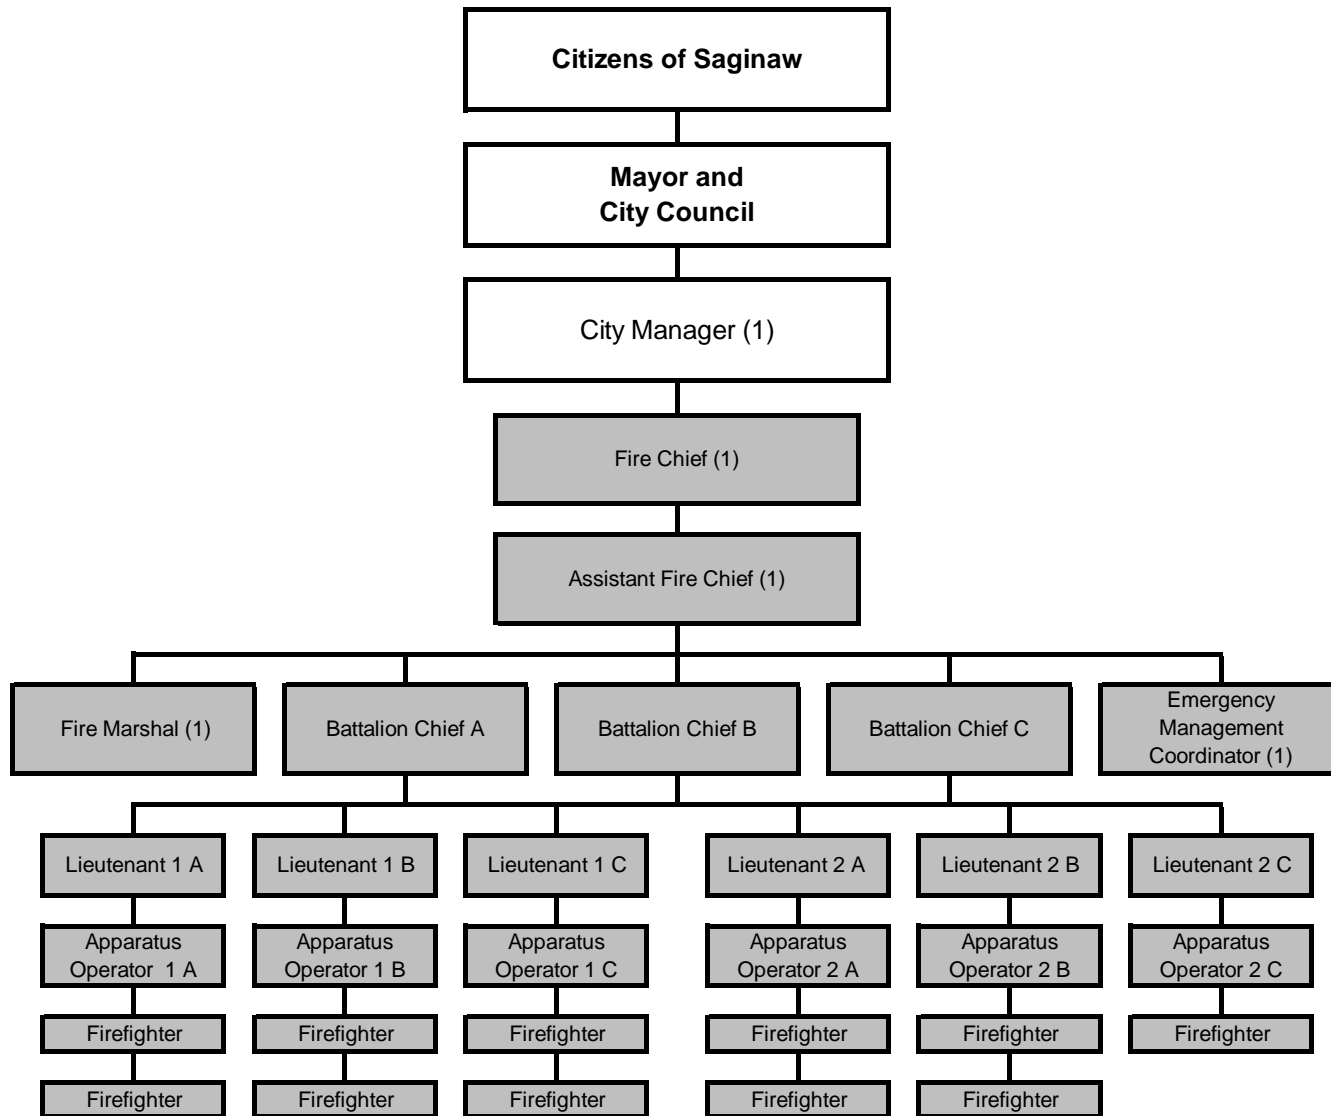 Citizens of Saginaw
Mayor and
City Council
City Manager (1)
Fire Chief (1)
Assistant Fire Chief (1)
Fire Marshal (1)
Battalion Chief A
Battalion Chief B
Battalion Chief C
Emergency
Management
Coordinator (1)
Lieutenant 1 A
Lieutenant 1 B
Lieutenant 1 C
Lieutenant 2 A
Lieutenant 2 B
Lieutenant 2 C
Apparatus
Operator  1 A
Apparatus
Operator 1 B
Apparatus
Operator 1 C
Apparatus
Operator 2 A
Apparatus
Operator 2 B
Apparatus
Operator 2 C
Firefighter
Firefighter
Firefighter
Firefighter
Firefighter
Firefighter
Firefighter
Firefighter
Firefighter
Firefighter
Firefighter